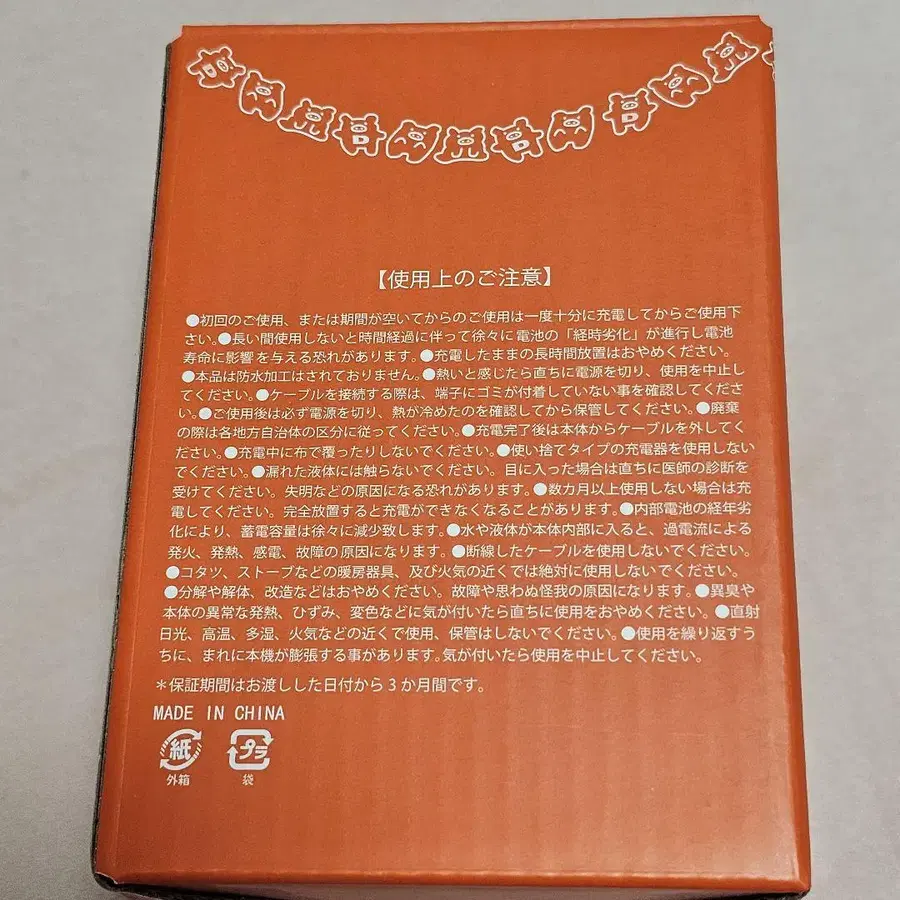 【使用上のご注意】
●初回のご使用、または期間が空いてからのご使用は一度十分に充電してからご使用下
さい。●長い間使用しないと時間経過に伴って徐々に電池の「経時劣化」が進行し電池
寿命に影響を与える恐れがあります。●充電したままの長時間放置はおやめください。
●本品は防水加工はされておりません。●熱いと感じたら直ちに電源を切り、使用を中止し
てください。●ケーブルを接続する際は、端子にゴミが付着していない事を確認してくださ
い。●ご使用後は必ず電源を切り、熱が冷めたのを確認してから保管してください。●廃棄
の際は各地方自治体の区分に従ってください。●充電完了後は本体からケーブルを外してく
ださい。●充電中に布で覆ったりしないでください。●使い捨てタイプの充電器を使用しない
でください。●漏れた液体には触らないでください。目に入った場合は直ちに医師の診断を
受けてください。失明などの原因になる恐れがあります。●数カ月以上使用しない場合は充
電してください。完全放置すると充電ができなくなることがあります。●内部電池の経年劣
化により、蓄電容量は徐々に減少致します。●水や液体が本体内部に入ると、過電流による
発火、発熱、感電、故障の原因になります。●断線したケーブルを使用しないでください。
●コタツ、ストーブなどの暖房器具、及び火気の近くでは絶対に使用しないでください。
●分解や解体、改造などはおやめください。故障や思わぬ怪我の原因になります。●異臭や
本体の異常な発熱、ひずみ、変色などに気が付いたら直ちに使用をおやめください。●直射
日光、高温、多湿、火気などの近くで使用、保管はしないでください。●使用を繰り返すう
ちに、まれに本機が膨張する事があります。気が付いたら使用を中止してください。
＊保証期間はお渡しした日付から3か月間です。
MADE IN CHINA
紙 プラ
外箱 袋